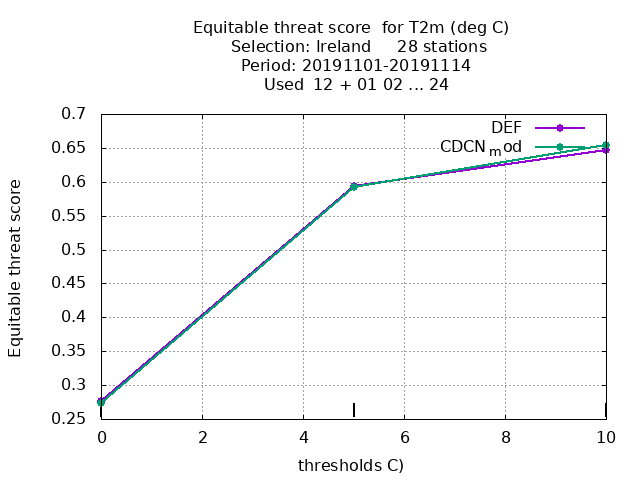 Equitable threat score  for T2m (deg C)
Selection: Ireland     28 stations
Period: 20191101-20191114
Used  12 + 01 02 ... 24
DEF
CDCNmod
Equitable threat score
0.7
0.65
0.6
0.55
0.5
0.45
0.4
0.35
0.3
0.25
0 2 4 6 8 10
thresholds C)